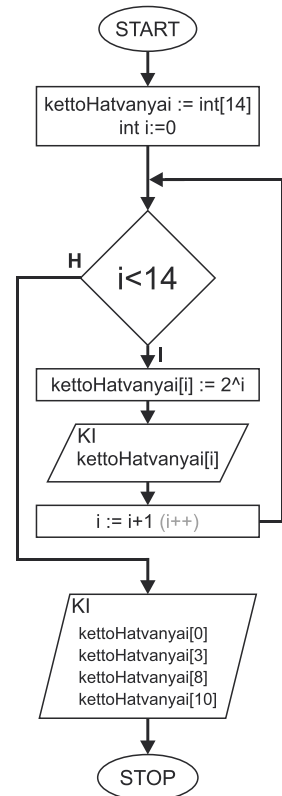 START
kettoHatvanyai := int[14]
int i:=0
H
i<14
I
kettoHatvanyai[i] := 2^i
KI
kettoHatvanyai[i]
i := i+1 (i++)
KI
kettoHatvanyai[0]
kettoHatvanyai[3]
kettoHatvanyai[8]
kettoHatvanyai[10]
STOP